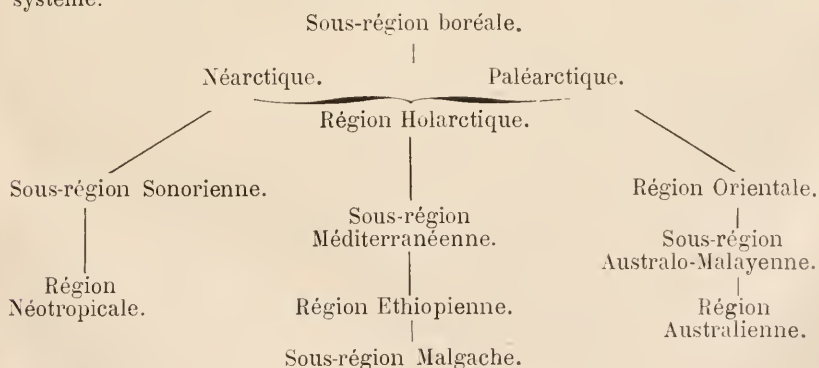 système.
Sous-région boréale.
Néarctique. Paléarctique.
Région Holarctique.
Sous-région Sonorienne.
Région
Néotropicale.
Sous-région
Méditerranéenne.
Région Ethiopienne.
Sous-région Malgache.
Région Orientale.
Sous-région
Australo-Malayenne.
Région
Australienne.